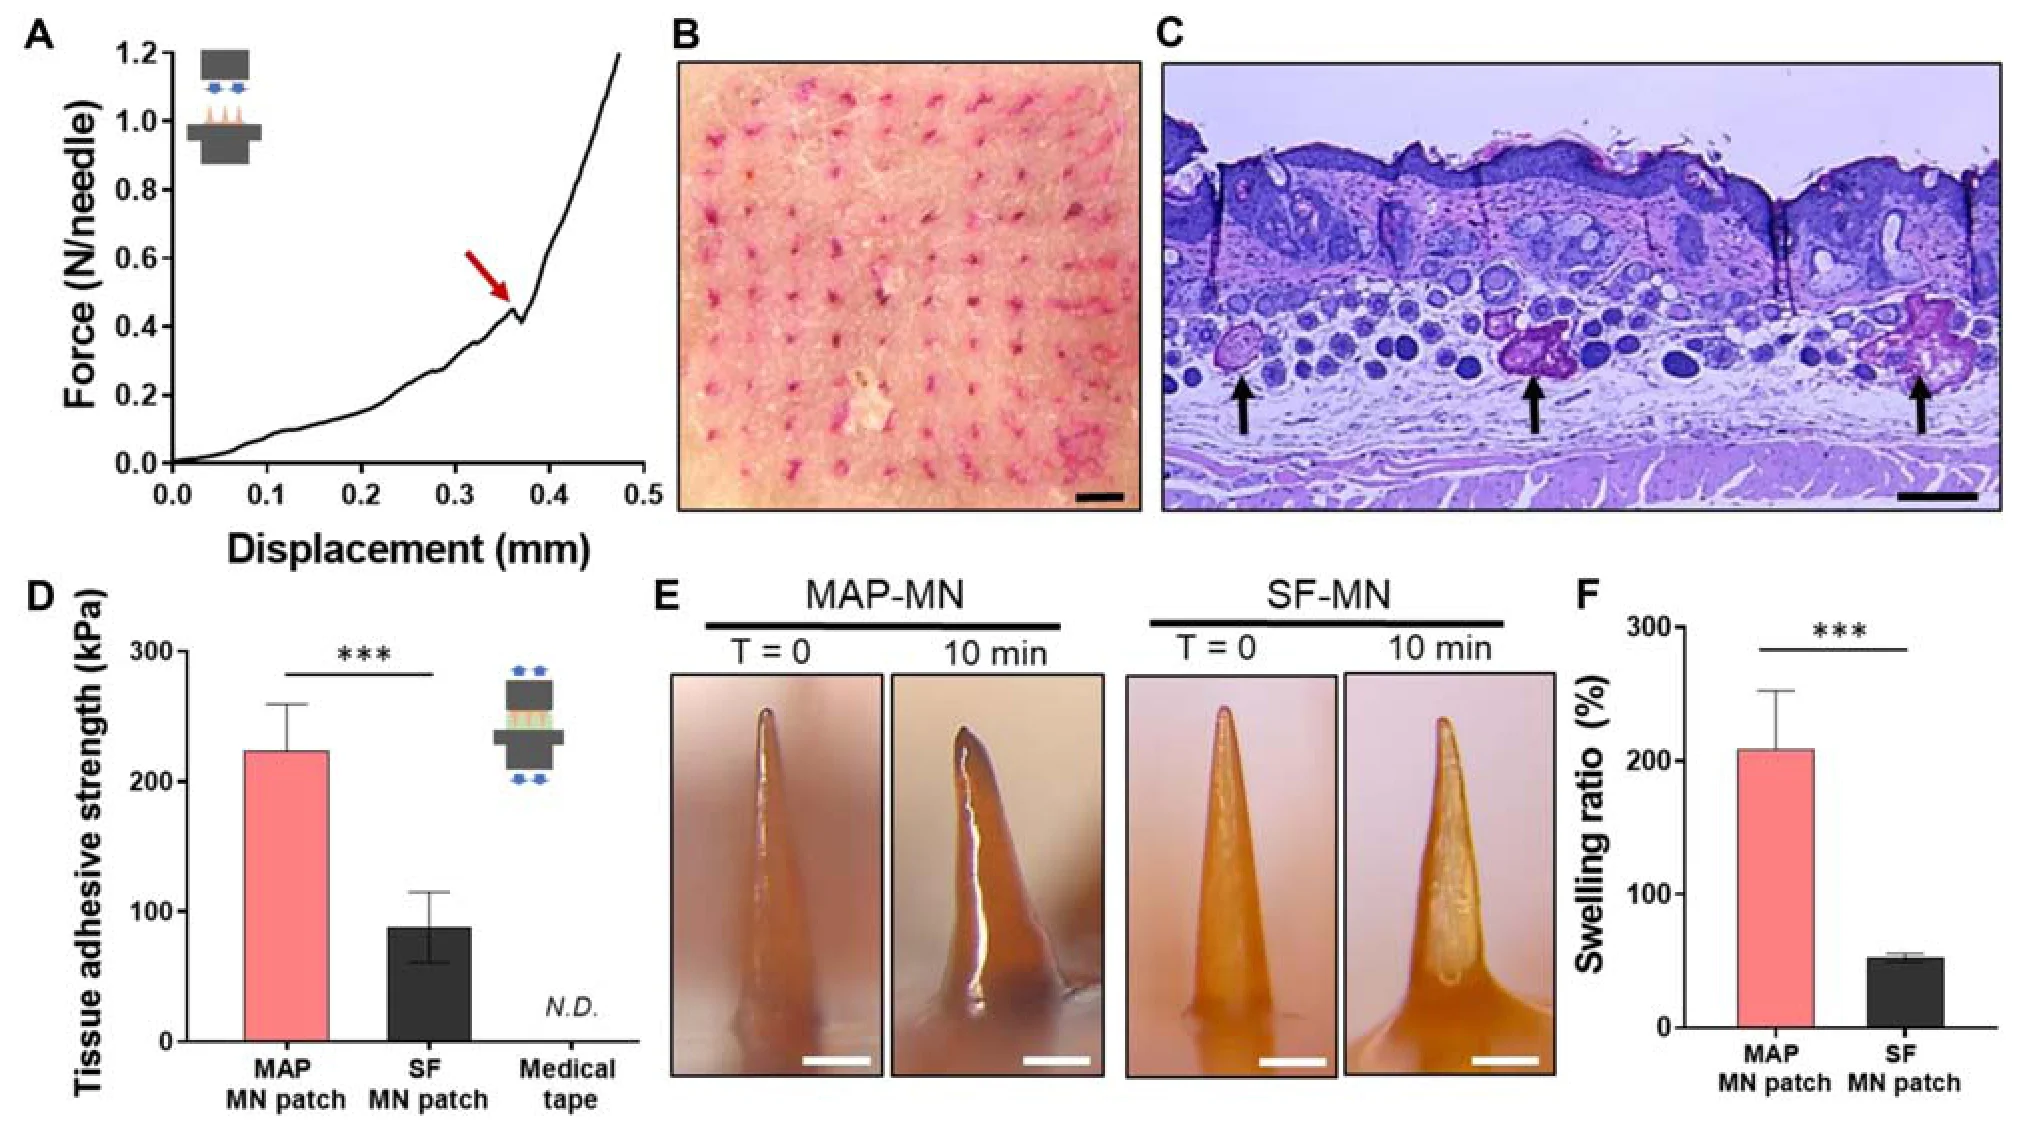 A
1.2
1.0
0.8
0.6
0.4
0.2
0.0
0.0 0.1 0.2 0.3 0.4 0.5
Force (N/needle)
Displacement (mm)
B
C
D
Tissue adhesive strength (kPa)
300
200
100
0
***
N.D.
MAP SF Medical
MN patch MN patch tape
E
MAP-MN SF-MN
T = 0 10 min T = 0 10 min
F
Swelling ratio (%)
300
200
100
0
***
MAP SF
MN patch MN patch